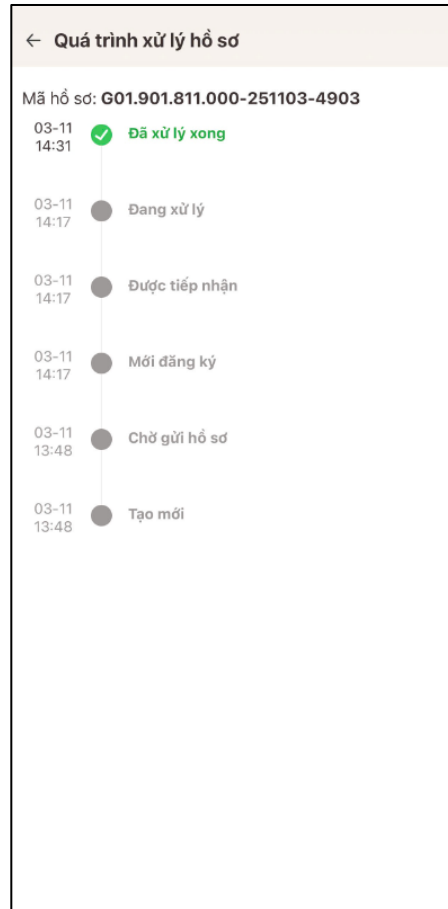 ← Quá trình xử lý hồ sơ
Mã hồ sơ: G01.901.811.000-251103-4903
03-11
14:31
Đã xử lý xong
03-11
14:17
Đang xử lý
03-11
14:17
Được tiếp nhận
03-11
14:17
Mới đăng ký
03-11
13:48
Chờ gửi hồ sơ
03-11
13:48
Tạo mới